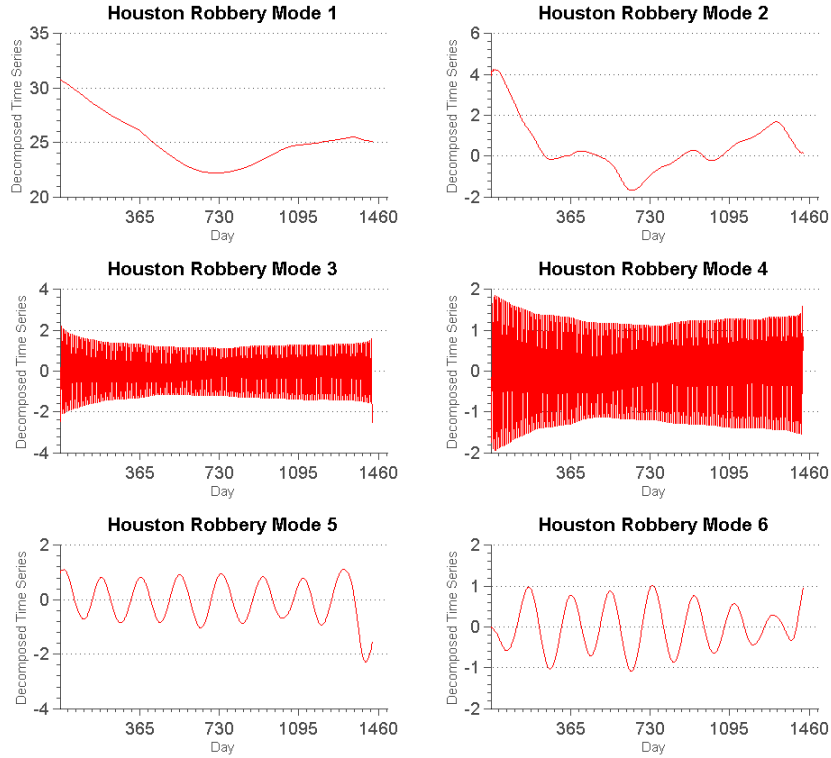 Houston Robbery Mode 1
Decomposed Time Series
35
30
25
20
365 730 1095 1460
Day
Houston Robbery Mode 2
Decomposed Time Series
6
4
2
0
-2
365 730 1095 1460
Day
Houston Robbery Mode 3
Decomposed Time Series
4
2
0
-2
-4
365 730 1095 1460
Day
Houston Robbery Mode 4
Decomposed Time Series
2
1
0
-1
-2
365 730 1095 1460
Day
Houston Robbery Mode 5
Decomposed Time Series
2
0
-2
-4
365 730 1095 1460
Day
Houston Robbery Mode 6
Decomposed Time Series
2
1
0
-1
-2
365 730 1095 1460
Day